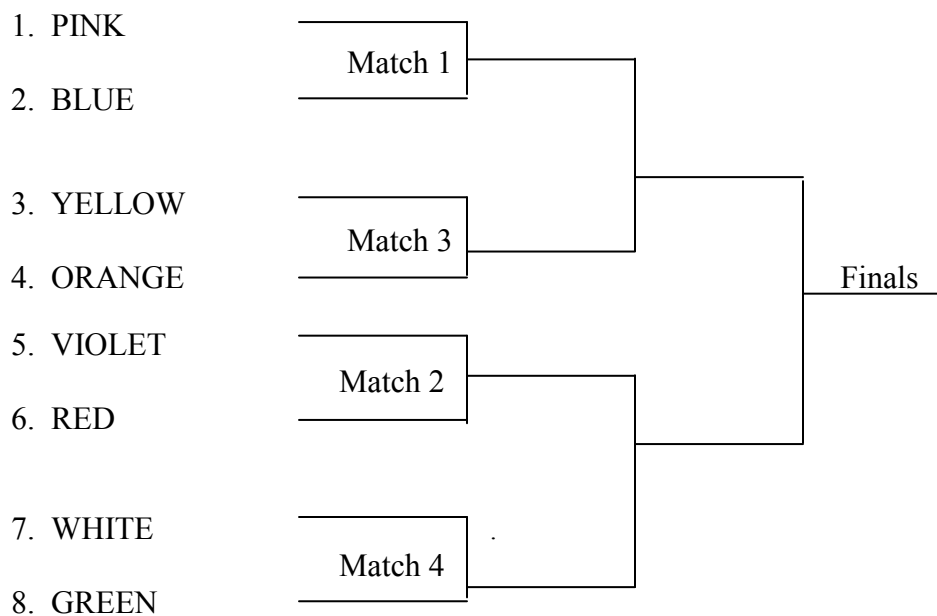 1. PINK
Match 1
2. BLUE
3. YELLOW
Match 3
4. ORANGE
Finals
5. VIOLET
Match 2
6. RED
7. WHITE
.
Match 4
8. GREEN